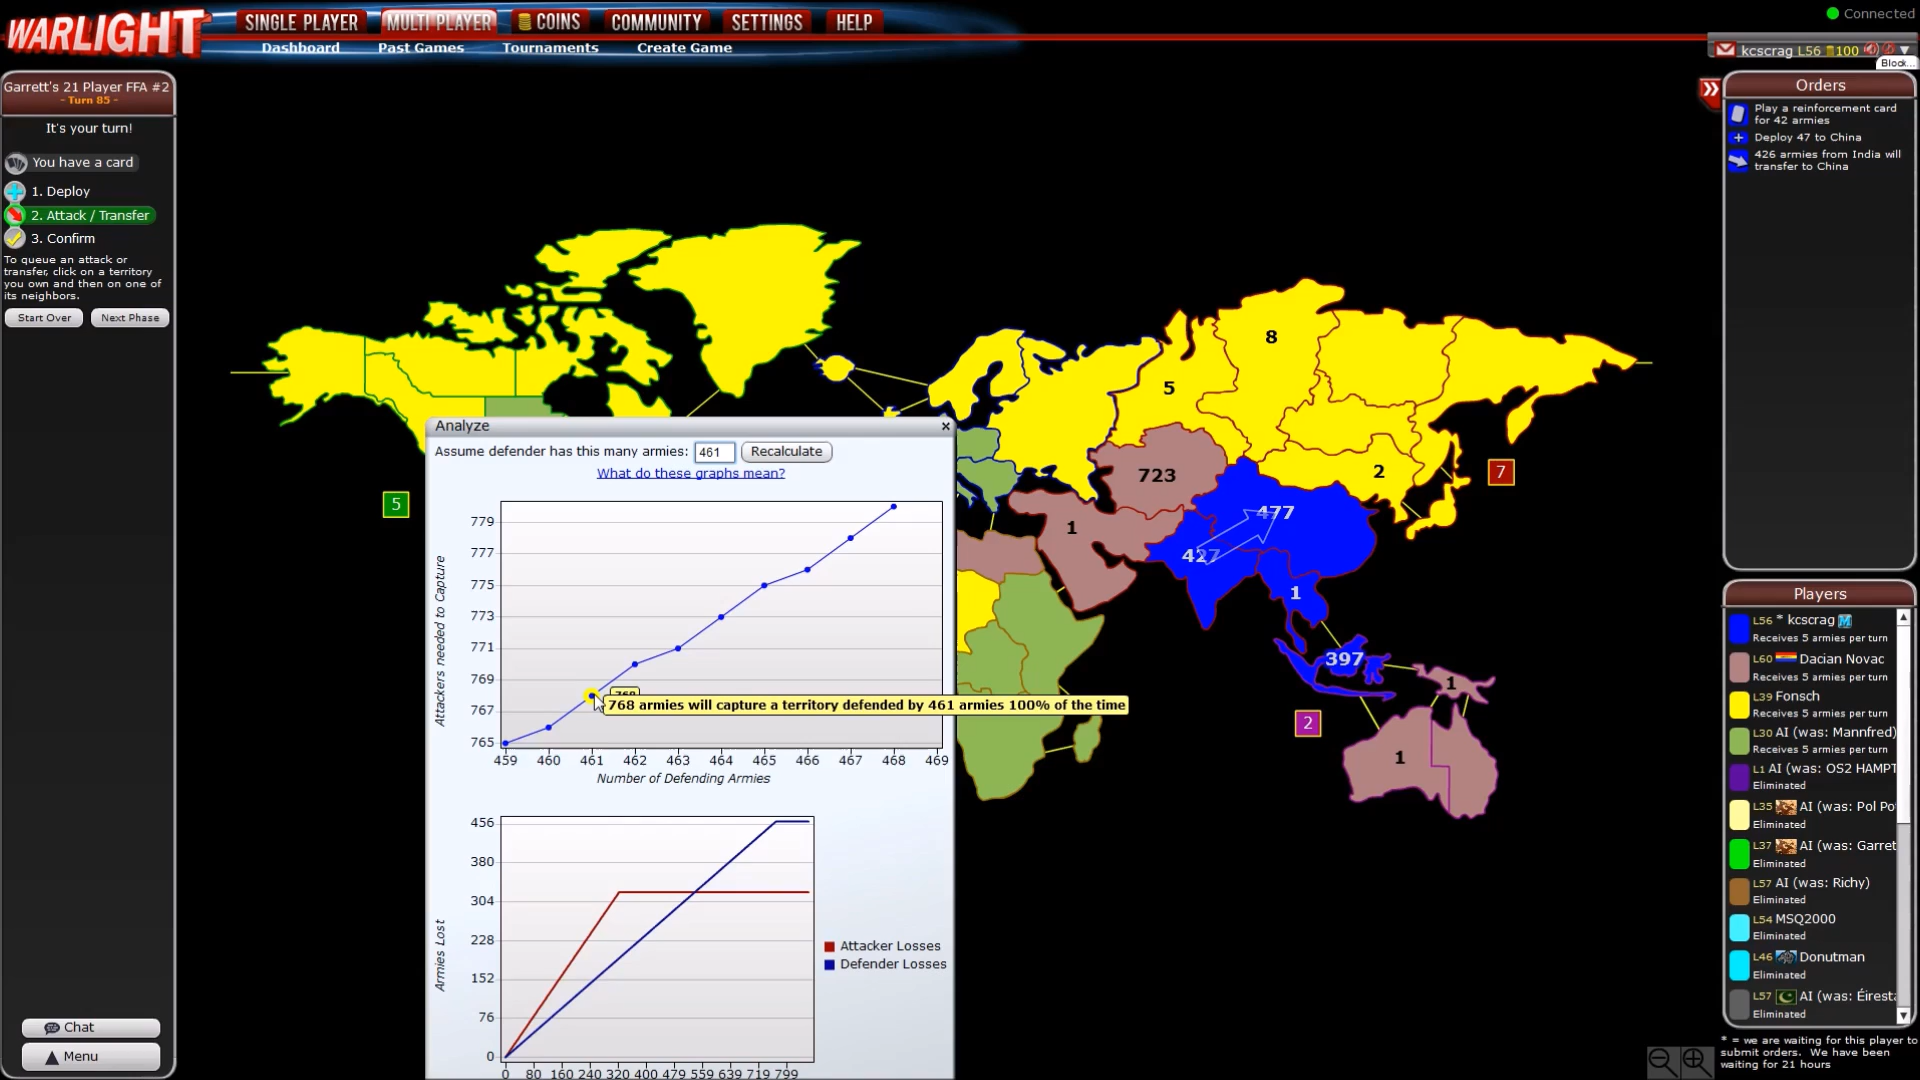 WARLIGHT
SINGLE PLAYER
MULTI PLAYER
COINS
COMMUNITY
SETTINGS
HELP
Dashboard
Past Games
Tournaments
Create Game
Connected
kcscrag L56 100
Block...
Garrett's 21 Player FFA #2
- Turn 85 -
It's your turn!
You have a card
1. Deploy
2. Attack / Transfer
3. Confirm
To queue an attack or
transfer, click on a territory
you own and then on one of
its neighbors.
Start Over
Next Phase
Chat
Menu
8
5
2
723
1
477
427
1
397
1
1
5
7
2
Analyze
Assume defender has this many armies: 461 Recalculate
What do these graphs mean?
Attackers needed to Capture
779
777
775
773
771
769
767
765
768 armies will capture a territory defended by 461 armies 100% of the time
459 460 461 462 463 464 465 466 467 468 469
Number of Defending Armies
Armies Lost
456
380
304
228
152
76
0
0 80 160 240 320 400 479 559 639 719 799
Attacker Losses
Defender Losses
Orders
Play a reinforcement card
for 42 armies
Deploy 47 to China
426 armies from India will
transfer to China
Players
L56 * kcscrag M
Receives 5 armies per turn
L60 Dacian Novac
Receives 5 armies per turn
L39 Fonsch
Receives 5 armies per turn
L30 AI (was: Mannfred)
Receives 5 armies per turn
L1 AI (was: OS2 HAMPT
Eliminated
L35 AI (was: Pol Po
Eliminated
L37 AI (was: Garret
Eliminated
L57 AI (was: Richy)
Eliminated
L54 MSQ2000
Eliminated
L46 Donutman
Eliminated
L57 AI (was: Éiresta
Eliminated
* = we are waiting for this player to
submit orders. We have been
waiting for 21 hours